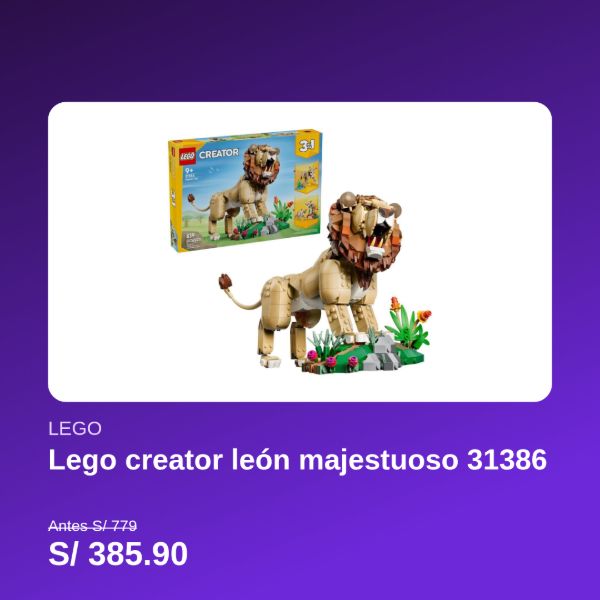 LEGO
CREATOR
3in1
9+
LEGO
Lego creator león majestuoso 31386
Antes S/ 779
S/ 385.90